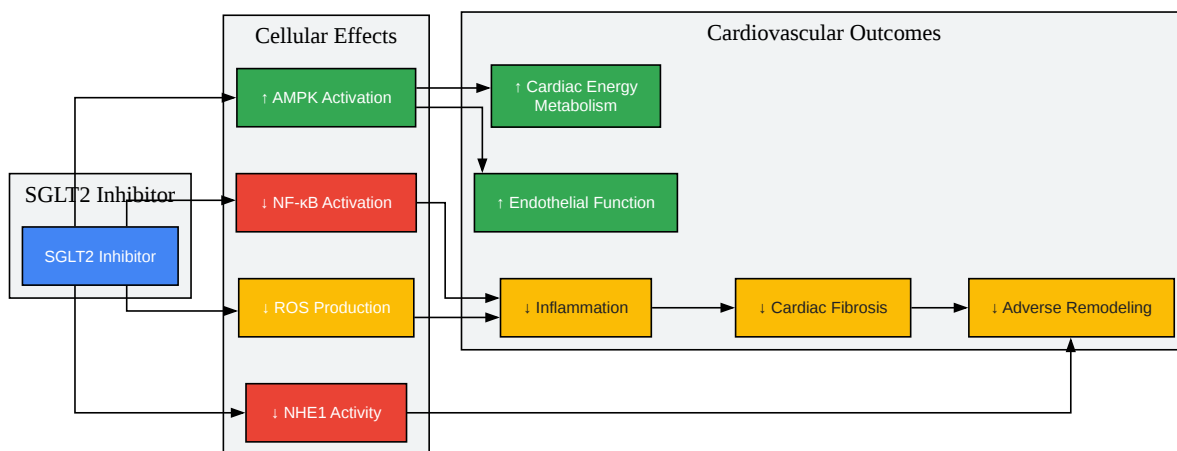 SGLT2 Inhibitor
SGLT2 Inhibitor
Cellular Effects
↑ AMPK Activation
↓ NF-κB Activation
↓ ROS Production
↓ NHE1 Activity
Cardiovascular Outcomes
↑ Cardiac Energy
Metabolism
↑ Endothelial Function
↓ Inflammation
↓ Cardiac Fibrosis
↓ Adverse Remodeling